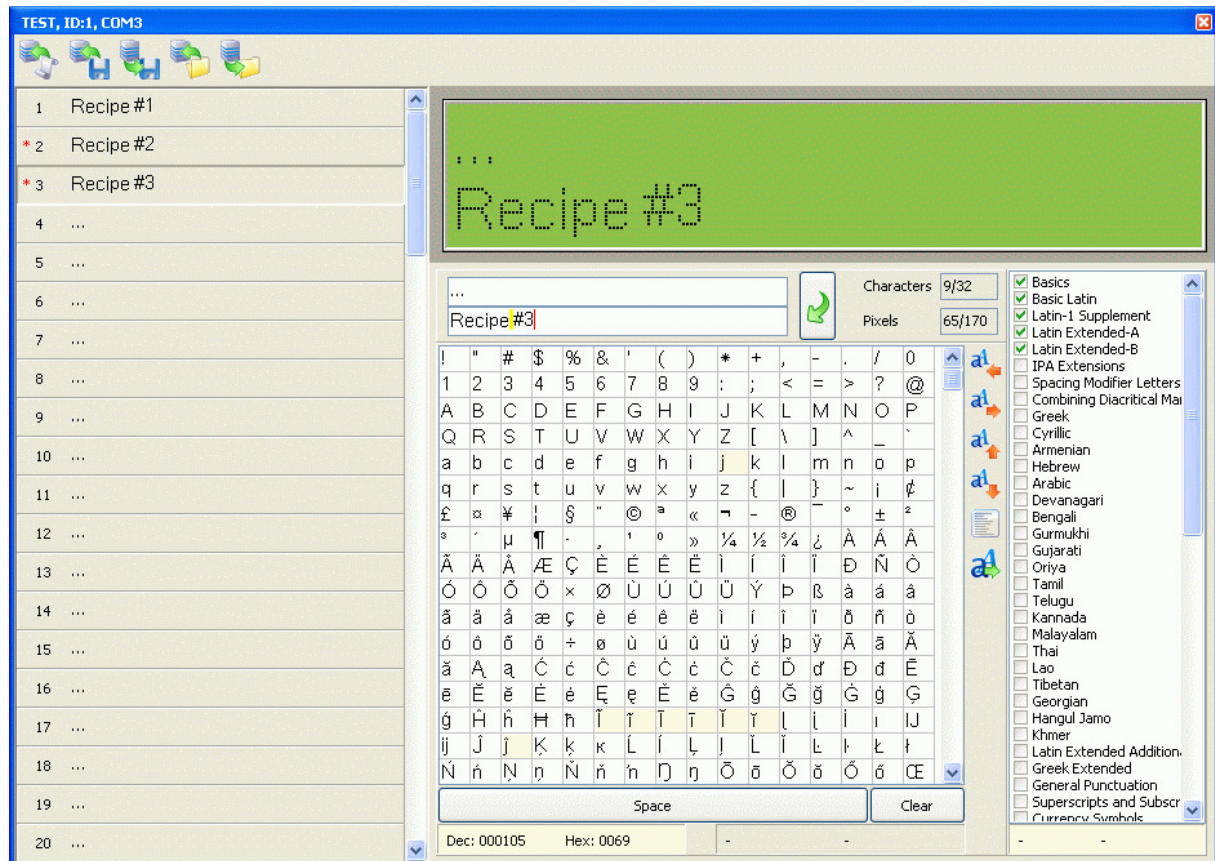 TEST, ID:1, COM3
1 Recipe #1
* 2 Recipe #2
* 3 Recipe #3
4 ...
5 ...
6 ...
7 ...
8 ...
9 ...
10 ...
11 ...
12 ...
13 ...
14 ...
15 ...
16 ...
17 ...
18 ...
19 ...
20 ...
...
Recipe #3
...
Recipe #3
Characters 9/32
Pixels 65/170
! " # $ % & ' ( ) * + , - . / 0
1 2 3 4 5 6 7 8 9 : ; < = > ? @
A B C D E F G H I J K L M N O P
Q R S T U V W X Y Z [ \ ] ^ _ `
a b c d e f g h i j k l m n o p
q r s t u v w x y z { | } ~ ¡ ¢
£ ¤ ¥ ¦ § ¨ © ª « ¬ - ® ¯ ° ± ²
³ ´ µ ¶ · ¸ ¹ º » ¼ ½ ¾ ¿ À Á Â
Ã Ä Å Æ Ç È É Ê Ë Ì Í Î Ï Ð Ñ Ò
Ó Ô Õ Ö × Ø Ù Ú Û Ü Ý Þ ß à á â
ã ä å æ ç è é ê ë ì í î ï ð ñ ò
ó ô õ ö ÷ ø ù ú û ü ý þ ÿ Ā ā Ă
ă Ą ą Ć ć Ĉ ĉ Ċ ċ Č č Ď ď Đ đ Ē
ē Ĕ ĕ Ė ė Ę ę Ě ě Ĝ ĝ Ğ ğ Ġ ġ Ģ
ģ Ĥ ĥ Ħ ħ Ĩ ĩ Ī ī Ĭ ĭ Į į İ ı Ĳ
ĳ Ĵ ĵ Ķ ķ ĸ Ĺ ĺ Ļ ļ Ľ ľ Ŀ ŀ Ł ł
Ń ń Ņ ņ Ň ň ŉ Ŋ ŋ Ō ō Ŏ ŏ Ő ő Œ
Space Clear
Dec: 000105 Hex: 0069 - -
Basics
Basic Latin
Latin-1 Supplement
Latin Extended-A
Latin Extended-B
IPA Extensions
Spacing Modifier Letters
Combining Diacritical Mar
Greek
Cyrillic
Armenian
Hebrew
Arabic
Devanagari
Bengali
Gurmukhi
Gujarati
Oriya
Tamil
Telugu
Kannada
Malayalam
Thai
Lao
Tibetan
Georgian
Hangul Jamo
Khmer
Latin Extended Addition
Greek Extended
General Punctuation
Superscripts and Subscr
Currency Symbols
- -